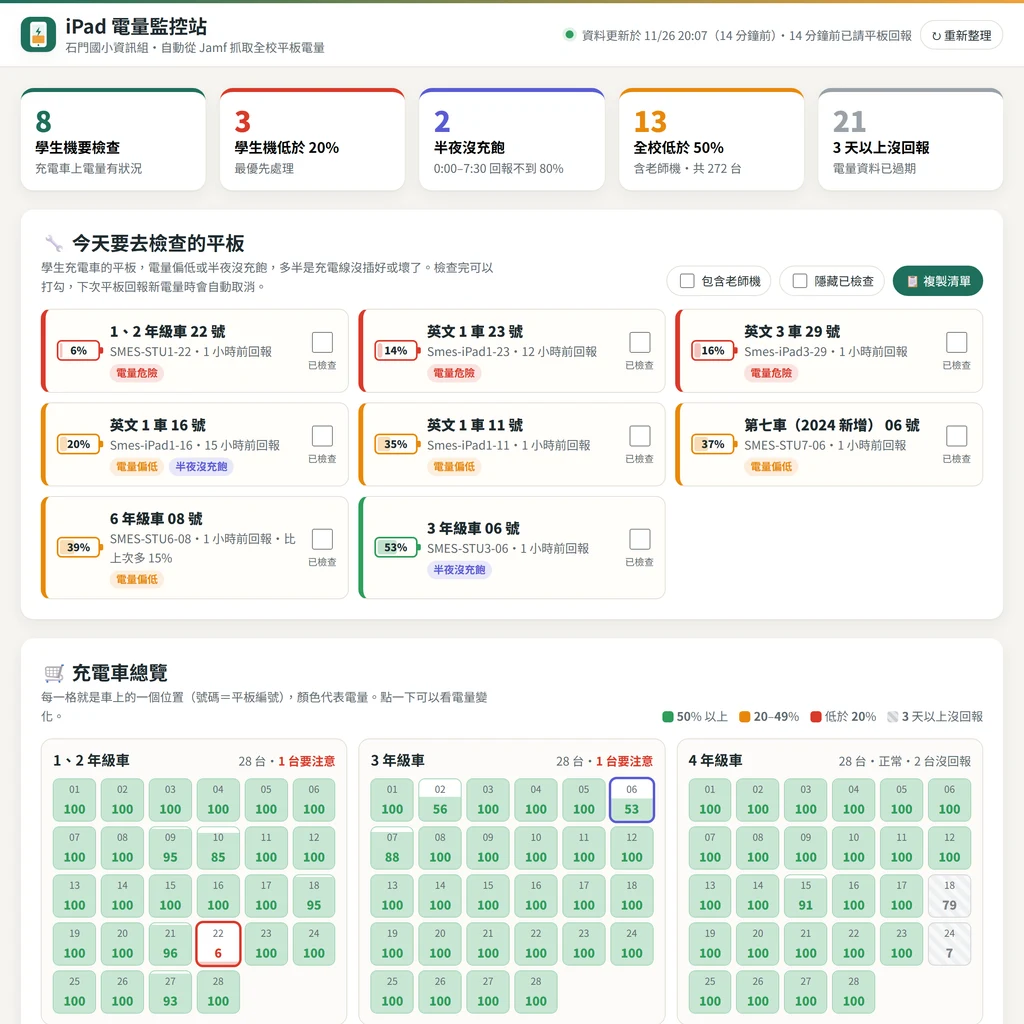 iPad 電量監控站
石門國小資訊組・自動從 Jamf 抓取全校平板電量
資料更新於 11/26 20:07（14 分鐘前）・14 分鐘前已請平板回報
↻ 重新整理
8
學生機要檢查
充電車上電量有狀況
3
學生機低於 20%
最優先處理
2
半夜沒充飽
0:00–7:30 回報不到 80%
13
全校低於 50%
含老師機・共 272 台
21
3 天以上沒回報
電量資料已過期
今天要去檢查的平板
學生充電車的平板，電量偏低或半夜沒充飽，多半是充電線沒插好或壞了。檢查完可以
打勾，下次平板回報新電量時會自動取消。
包含老師機
隱藏已檢查
複製清單
6%
1、2 年級車 22 號
SMES-STU1-22・1 小時前回報
電量危險
已檢查
14%
英文 1 車 23 號
Smes-iPad1-23・12 小時前回報
電量危險
已檢查
16%
英文 3 車 29 號
Smes-iPad3-29・1 小時前回報
電量危險
已檢查
20%
英文 1 車 16 號
Smes-iPad1-16・15 小時前回報
電量偏低 半夜沒充飽
已檢查
35%
英文 1 車 11 號
Smes-iPad1-11・1 小時前回報
電量偏低
已檢查
37%
第七車（2024 新增） 06 號
SMES-STU7-06・1 小時前回報
電量偏低
已檢查
39%
6 年級車 08 號
SMES-STU6-08・1 小時前回報・比
上次多 15%
電量偏低
已檢查
53%
3 年級車 06 號
SMES-STU3-06・1 小時前回報
半夜沒充飽
已檢查
充電車總覽
每一格就是車上的一個位置（號碼＝平板編號），顏色代表電量。點一下可以看電量變
化。
50% 以上 20–49% 低於 20% 3 天以上沒回報
1、2 年級車 28 台・1 台要注意
01 02 03 04 05 06
100 100 100 100 100 100
07 08 09 10 11 12
100 100 95 85 100 100
13 14 15 16 17 18
100 100 100 100 100 95
19 20 21 22 23 24
100 100 96 6 100 100
25 26 27 28
100 100 93 100
3 年級車 28 台・1 台要注意
01 02 03 04 05 06
100 56 100 100 100 53
07 08 09 10 11 12
88 100 100 100 100 100
13 14 15 16 17 18
100 100 100 100 100 100
19 20 21 22 23 24
100 100 100 100 100 100
25 26 27 28
100 100 100 100
4 年級車 28 台・正常・2 台沒回報
01 02 03 04 05 06
100 100 100 100 100 100
07 08 09 10 11 12
100 100 100 100 100 100
13 14 15 16 17 18
100 100 91 100 100 79
19 20 21 22 23 24
100 100 100 100 100 7
25 26 27 28
100 100 100 100